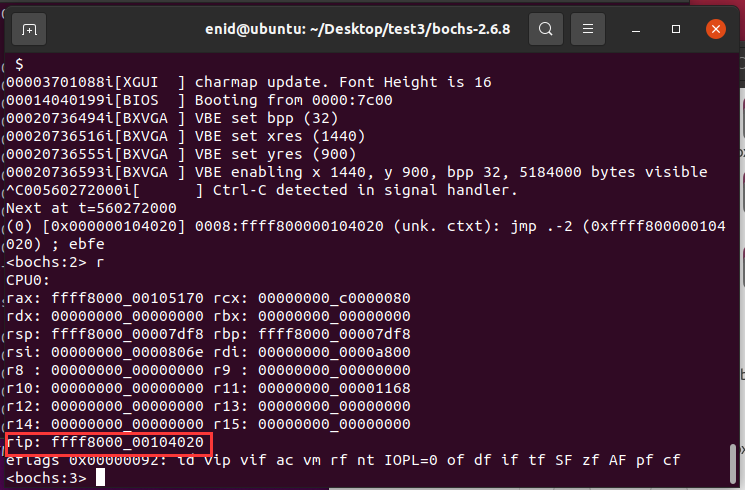 enid@ubuntu: ~/Desktop/test3/bochs-2.6.8
$
00003701088i[XGUI  ] charmap update. Font Height is 16
00014040199i[BIOS  ] Booting from 0000:7c00
00020736494i[BXVGA ] VBE set bpp (32)
00020736516i[BXVGA ] VBE set xres (1440)
00020736555i[BXVGA ] VBE set yres (900)
00020736593i[BXVGA ] VBE enabling x 1440, y 900, bpp 32, 5184000 bytes visible
^C00560272000i[      ] Ctrl-C detected in signal handler.
Next at t=560272000
(0) [0x000000104020] 0008:ffff800000104020 (unk. ctxt): jmp .-2 (0xffff800000104
020) ; ebfe
<bochs:2> r
CPU0:
rax: ffff8000_00105170 rcx: 00000000_c0000080
rdx: 00000000_00000000 rbx: 00000000_00000000
rsp: ffff8000_00007df8 rbp: ffff8000_00007df8
rsi: 00000000_0000806e rdi: 00000000_0000a800
r8 : 00000000_00000000 r9 : 00000000_00000000
r10: 00000000_00000000 r11: 00000000_00001168
r12: 00000000_00000000 r13: 00000000_00000000
r14: 00000000_00000000 r15: 00000000_00000000
rip: ffff8000_00104020
eflags 0x00000092: id vip vif ac vm rf nt IOPL=0 of df if tf SF zf AF pf cf
<bochs:3>